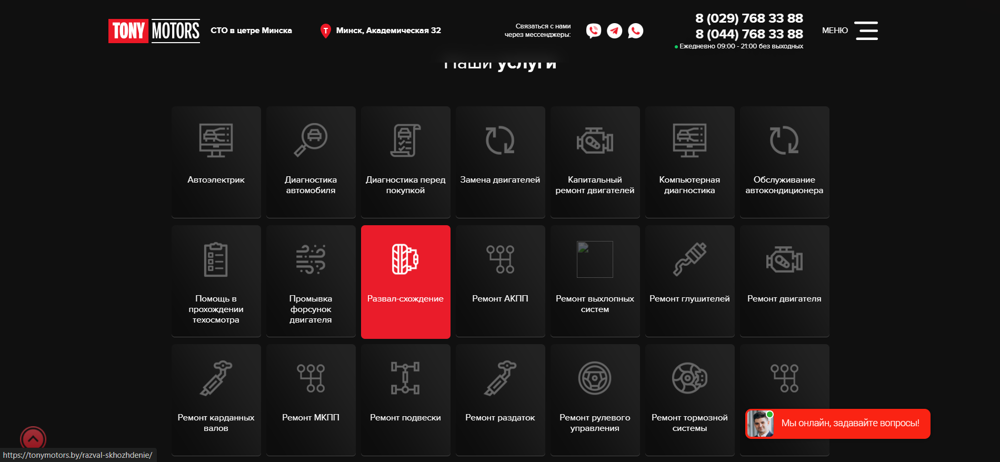 TONY MOTORS
СТО в цетре Минска
Т
Минск, Академическая 32
Связаться с нами
через мессенджеры:
8 (029) 768 33 88
8 (044) 768 33 88
Ежедневно 09:00 - 21:00 без выходных
МЕНЮ
Наши услуги
Автоэлектрик
Диагностика
автомобиля
Диагностика перед
покупкой
Замена двигателей
Капитальный
ремонт двигателей
Компьютерная
диагностика
Обслуживание
автокондиционера
Помощь в
прохождении
техосмотра
Промывка
форсунок
двигателя
Развал-схождение
Ремонт АКПП
Ремонт выхлопных
систем
Ремонт глушителей
Ремонт двигателя
Ремонт карданных
валов
Ремонт МКПП
Ремонт подвески
Ремонт раздаток
Ремонт рулевого
управления
Ремонт тормозной
системы
Мы онлайн, задавайте вопросы!
https://tonymotors.by/razval-skhozhdenie/